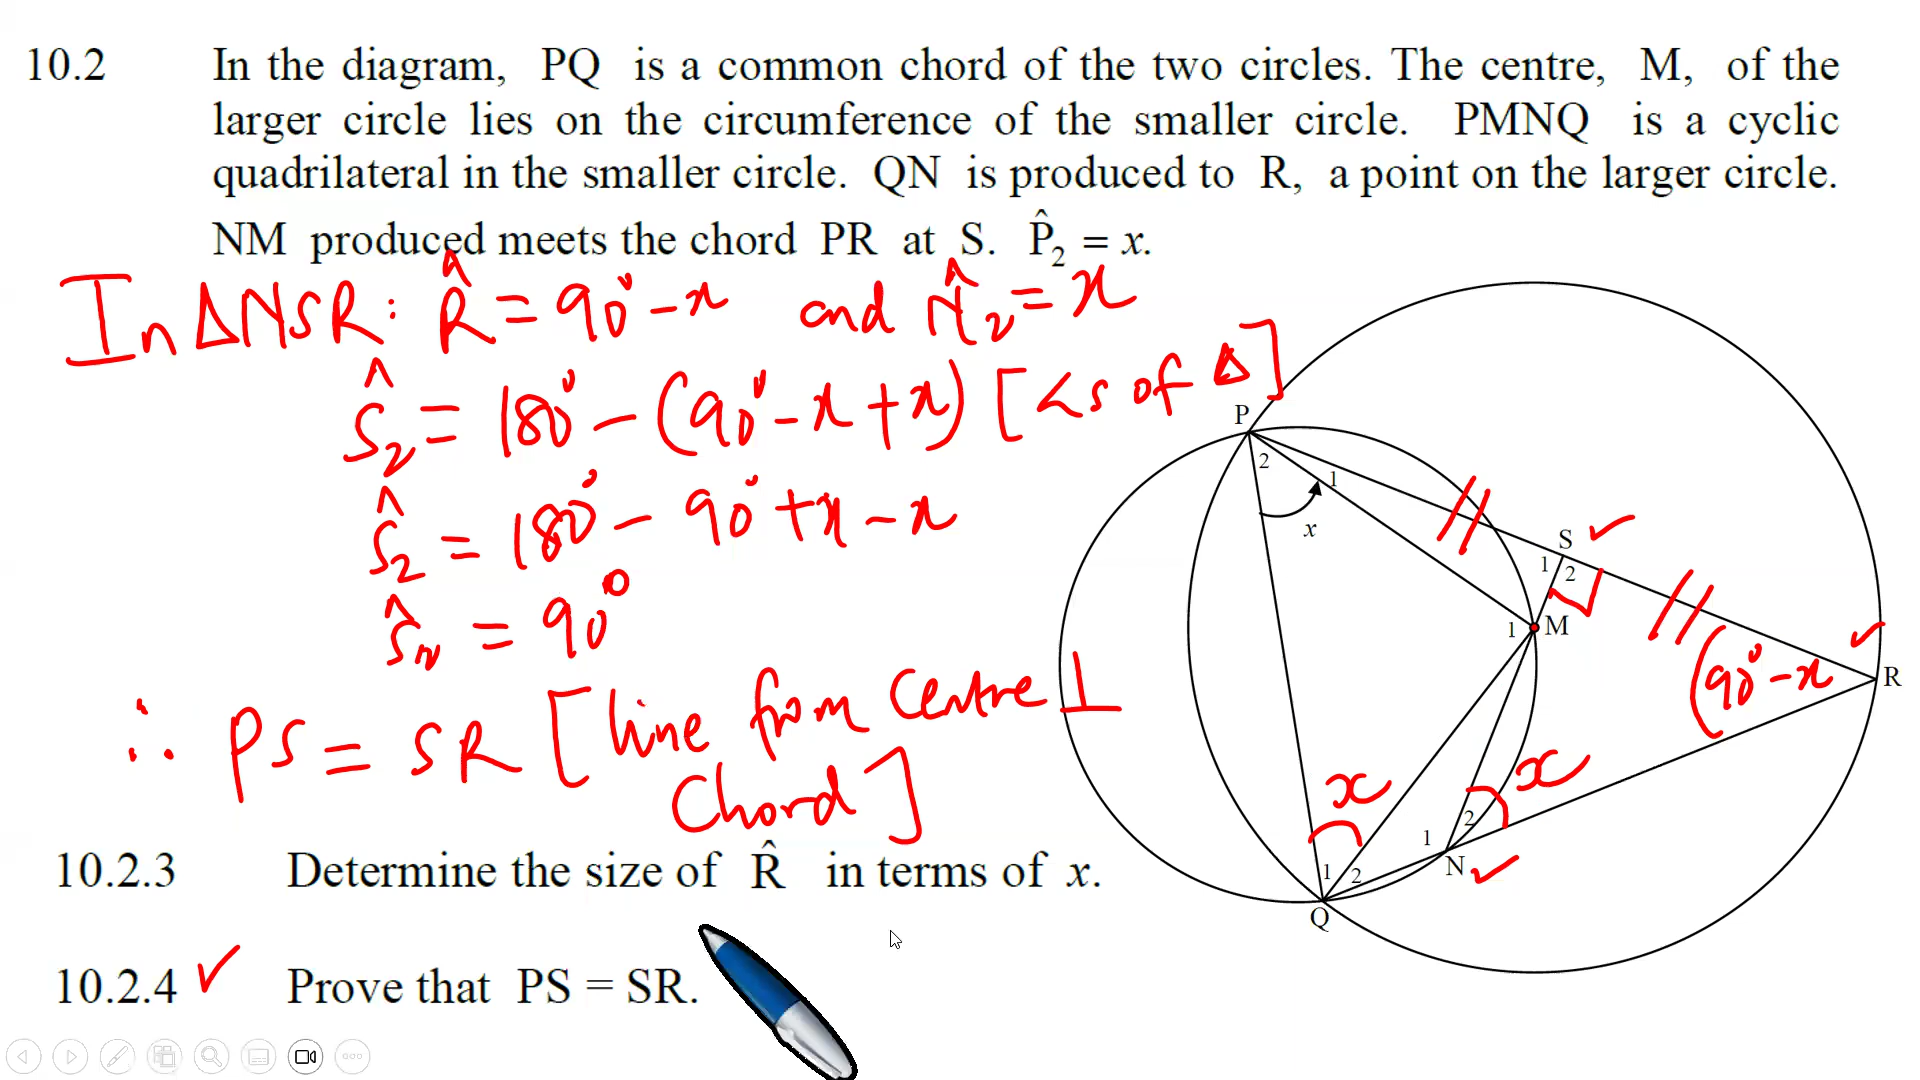 10.2 In the diagram, PQ is a common chord of the two circles. The centre, M, of the
larger circle lies on the circumference of the smaller circle. PMNQ is a cyclic
quadrilateral in the smaller circle. QN is produced to R, a point on the larger circle.
NM produced meets the chord PR at S. P̂₂ = x.
In ΔNSR: R̂ = 90° - x and N̂₂ = x
Ŝ₂ = 180° - (90° - x + x) [<s of Δ]
Ŝ₂ = 180° - 90° + x - x
Ŝ₂ = 90°
∴ PS = SR [line from centre ⊥
Chord]
P
2
1
x
S
1 2
1 M
(90° - x
R
x
x
2
1
N
1 2
Q
10.2.3 Determine the size of R̂ in terms of x.
10.2.4 Prove that PS = SR.